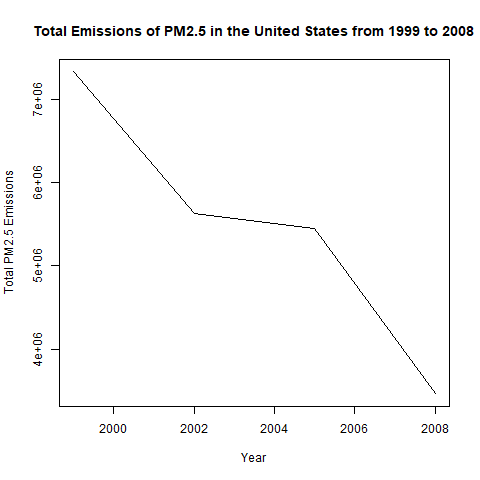 Total Emissions of PM2.5 in the United States from 1999 to 2008
Total PM2.5 Emissions
7e+06
6e+06
5e+06
4e+06
2000 2002 2004 2006 2008
Year